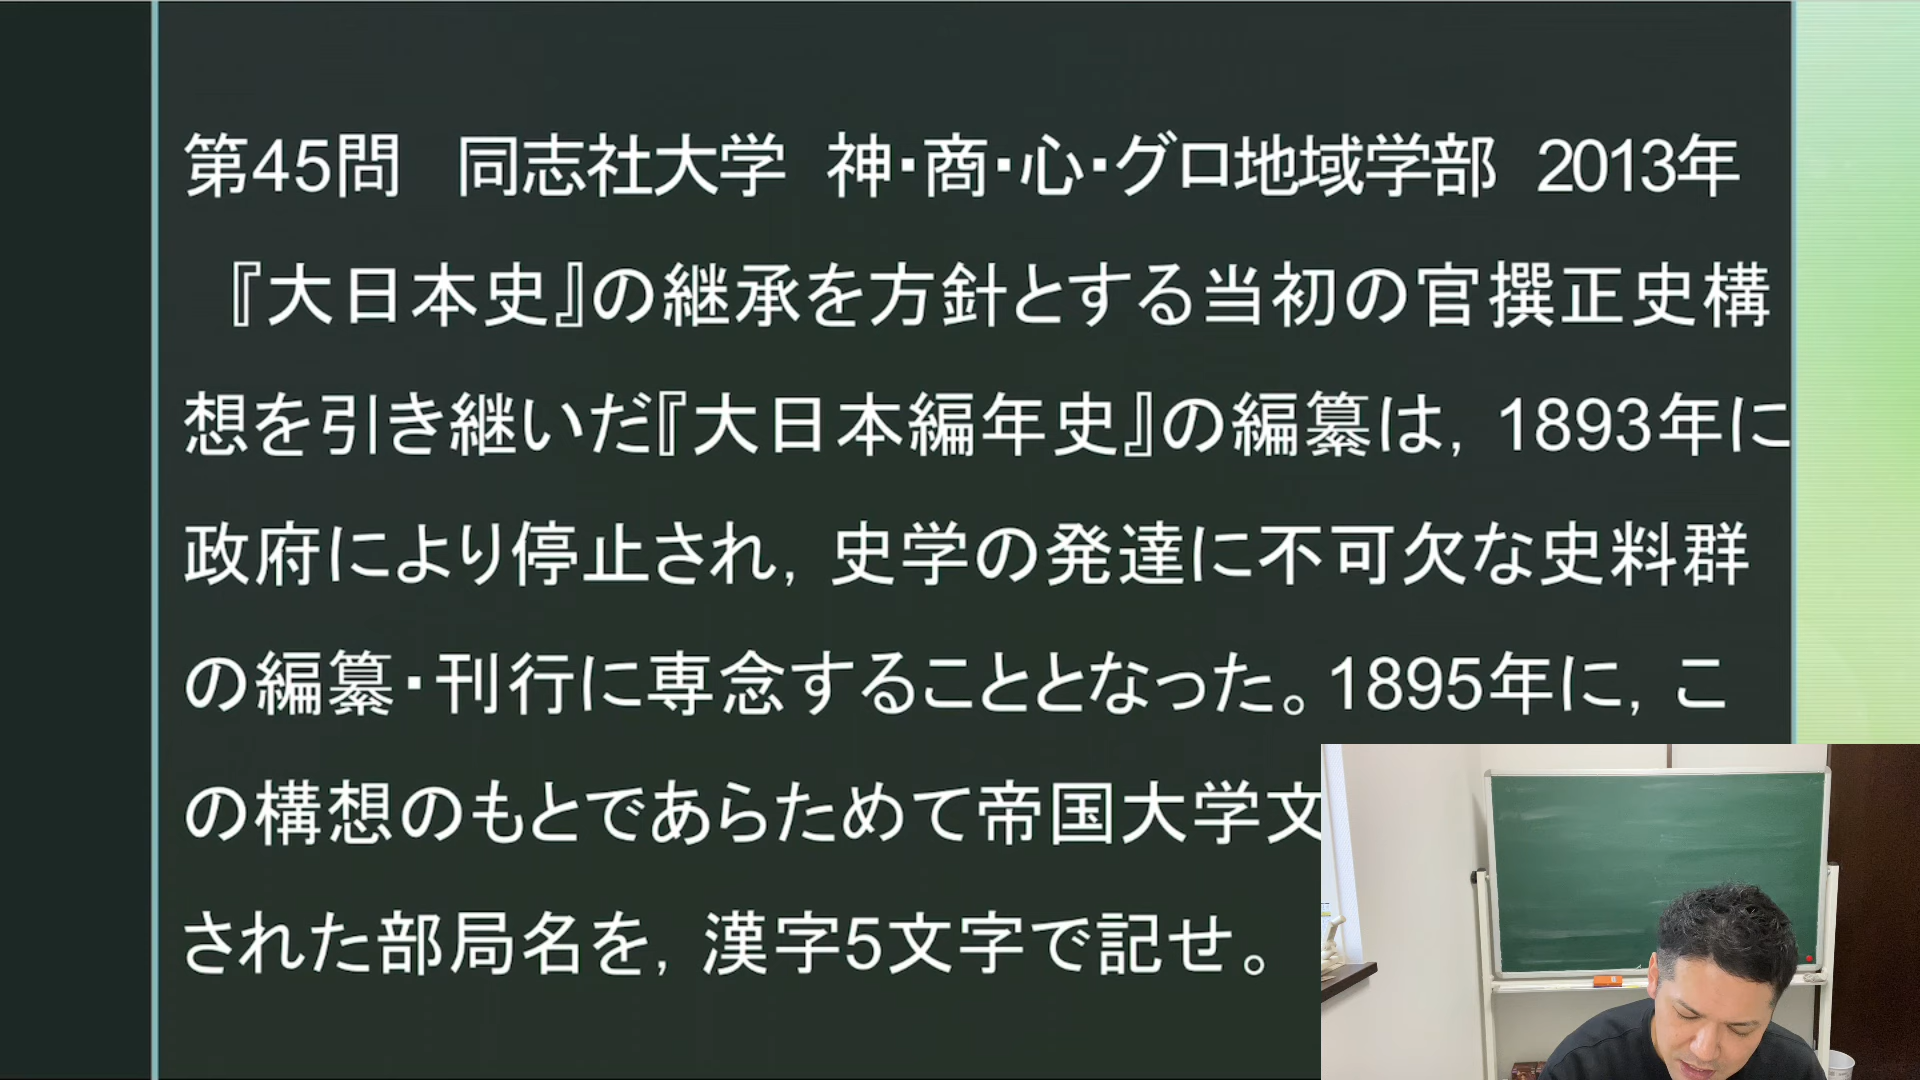 第45問　同志社大学　神・商・心・グロ地域学部　2013年
『大日本史』の継承を方針とする当初の官撰正史構
想を引き継いだ『大日本編年史』の編纂は，1893年に
政府により停止され，史学の発達に不可欠な史料群
の編纂・刊行に専念することとなった。1895年に，こ
の構想のもとであらためて帝国大学文
された部局名を，漢字5文字で記せ。